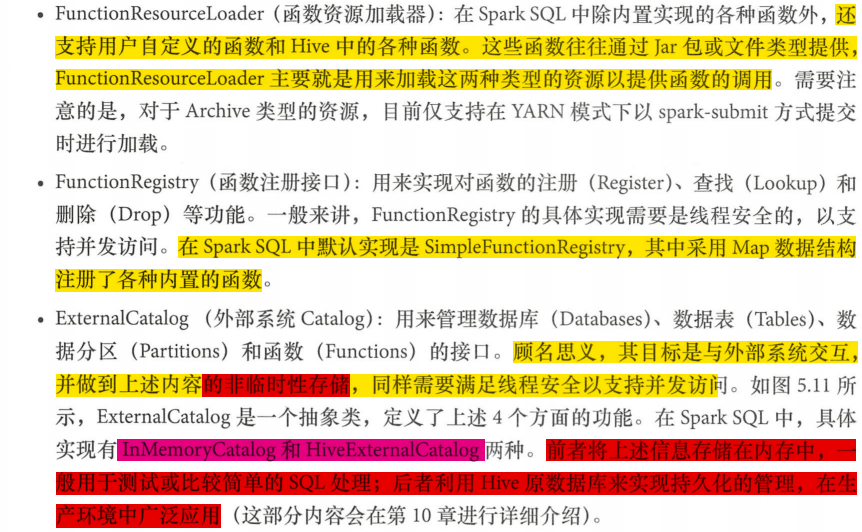 • FunctionResourceLoader（函数资源加载器）：在 Spark SQL 中除内置实现的各种函数外，还
支持用户自定义的函数和 Hive 中的各种函数。这些函数往往通过 Jar 包或文件类型提供，
FunctionResourceLoader 主要就是用来加载这两种类型的资源以提供函数的调用。需要注
意的是，对于 Archive 类型的资源，目前仅支持在 YARN 模式下以 spark-submit 方式提交
时进行加载。
• FunctionRegistry（函数注册接口）：用来实现对函数的注册（Register）、查找（Lookup）和
删除（Drop）等功能。一般来讲，FunctionRegistry 的具体实现需要是线程安全的，以支
持并发访问。在 Spark SQL 中默认实现是 SimpleFunctionRegistry，其中采用 Map 数据结构
注册了各种内置的函数。
• ExternalCatalog （外部系统 Catalog）：用来管理数据库（Databases）、数据表（Tables）、数
据分区（Partitions）和函数（Functions）的接口。顾名思义，其目标是与外部系统交互，
并做到上述内容的非临时性存储，同样需要满足线程安全以支持并发访问。如图 5.11 所
示，ExternalCatalog 是一个抽象类，定义了上述 4 个方面的功能。在 Spark SQL 中，具体
实现有 InMemoryCatalog 和 HiveExternalCatalog 两种。前者将上述信息存储在内存中，一
般用于测试或比较简单的 SQL 处理；后者利用 Hive 原数据库来实现持久化的管理，在生
产环境中广泛应用（这部分内容会在第 10 章进行详细介绍）。